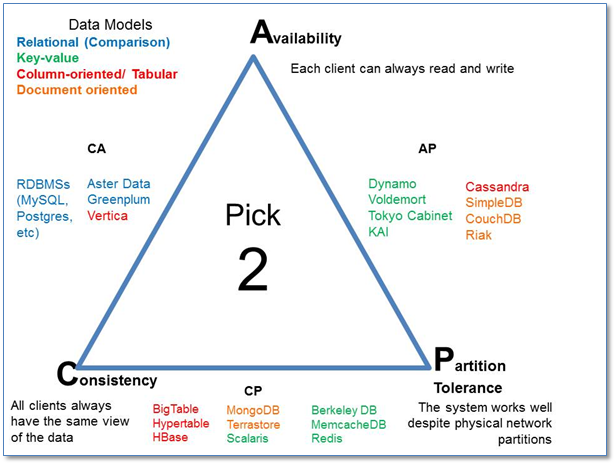 Data Models
Relational (Comparison)
Key-value
Column-oriented/ Tabular
Document oriented
Availability
Each client can always read and write
CA
AP
RDBMSs
(MySQL,
Postgres,
etc)
Aster Data
Greenplum
Vertica
Dynamo
Voldemort
Tokyo Cabinet
KAI
Cassandra
SimpleDB
CouchDB
Riak
Pick
2
Consistency
All clients always
have the same view
of the data
CP
BigTable
Hypertable
HBase
MongoDB
Terrastore
Scalaris
Berkeley DB
MemcacheDB
Redis
Partition
Tolerance
The system works well
despite physical network
partitions